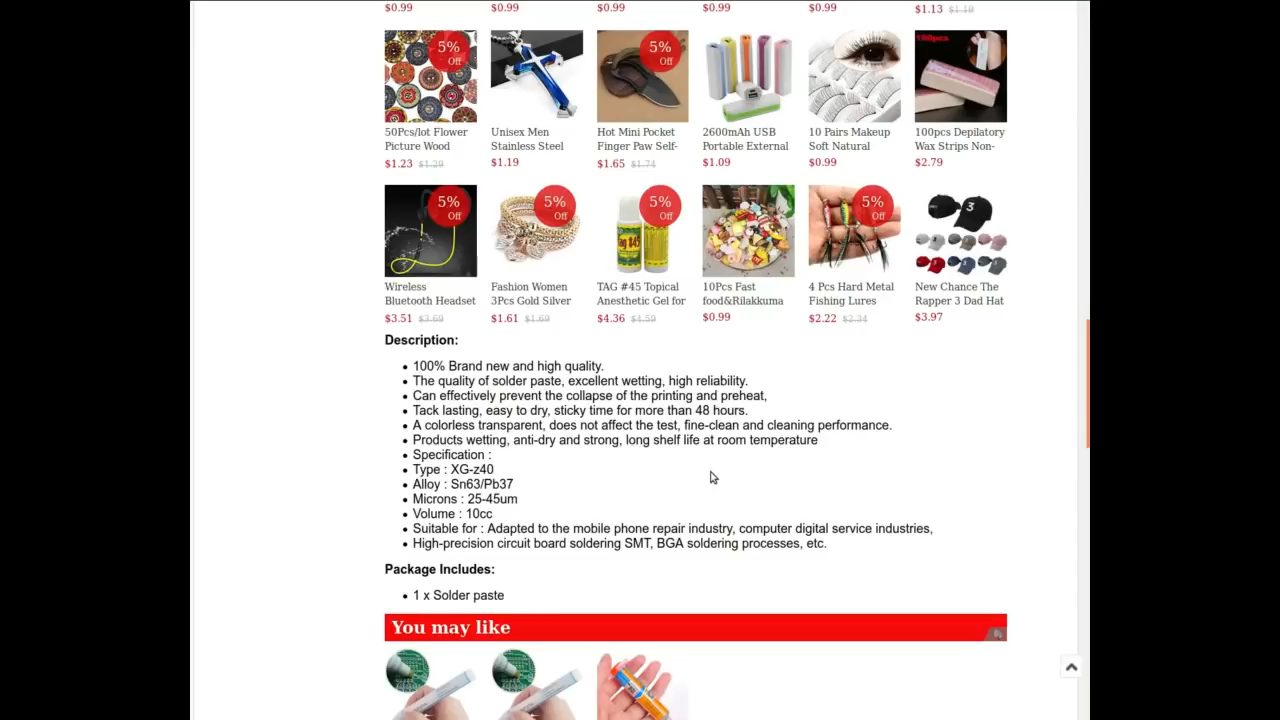 $0.99 $0.99 $0.99 $0.99 $0.99 $1.13 $1.19
5% Off 5% Off 100pcs
50Pcs/lot Flower Unisex Men Hot Mini Pocket 2600mAh USB 10 Pairs Makeup 100pcs Depilatory
Picture Wood Stainless Steel Finger Paw Self- Portable External Soft Natural Wax Strips Non-
$1.23 $1.29 $1.19 $1.65 $1.74 $1.09 $0.99 $2.79
5% Off 5% Off 5% Off 5% Off 3
Tag #45
Wireless Fashion Women TAG #45 Topical 10Pcs Fast 4 Pcs Hard Metal New Chance The
Bluetooth Headset 3Pcs Gold Silver Anesthetic Gel for food&Rilakkuma Fishing Lures Rapper 3 Dad Hat
$3.51 $3.69 $1.61 $1.69 $4.36 $4.59 $0.99 $2.22 $2.34 $3.97
Description:
• 100% Brand new and high quality.
• The quality of solder paste, excellent wetting, high reliability.
• Can effectively prevent the collapse of the printing and preheat,
• Tack lasting, easy to dry, sticky time for more than 48 hours.
• A colorless transparent, does not affect the test, fine-clean and cleaning performance.
• Products wetting, anti-dry and strong, long shelf life at room temperature
• Specification :
• Type : XG-z40
• Alloy : Sn63/Pb37
• Microns : 25-45um
• Volume : 10cc
• Suitable for : Adapted to the mobile phone repair industry, computer digital service industries,
• High-precision circuit board soldering SMT, BGA soldering processes, etc.
Package Includes:
• 1 x Solder paste
You may like